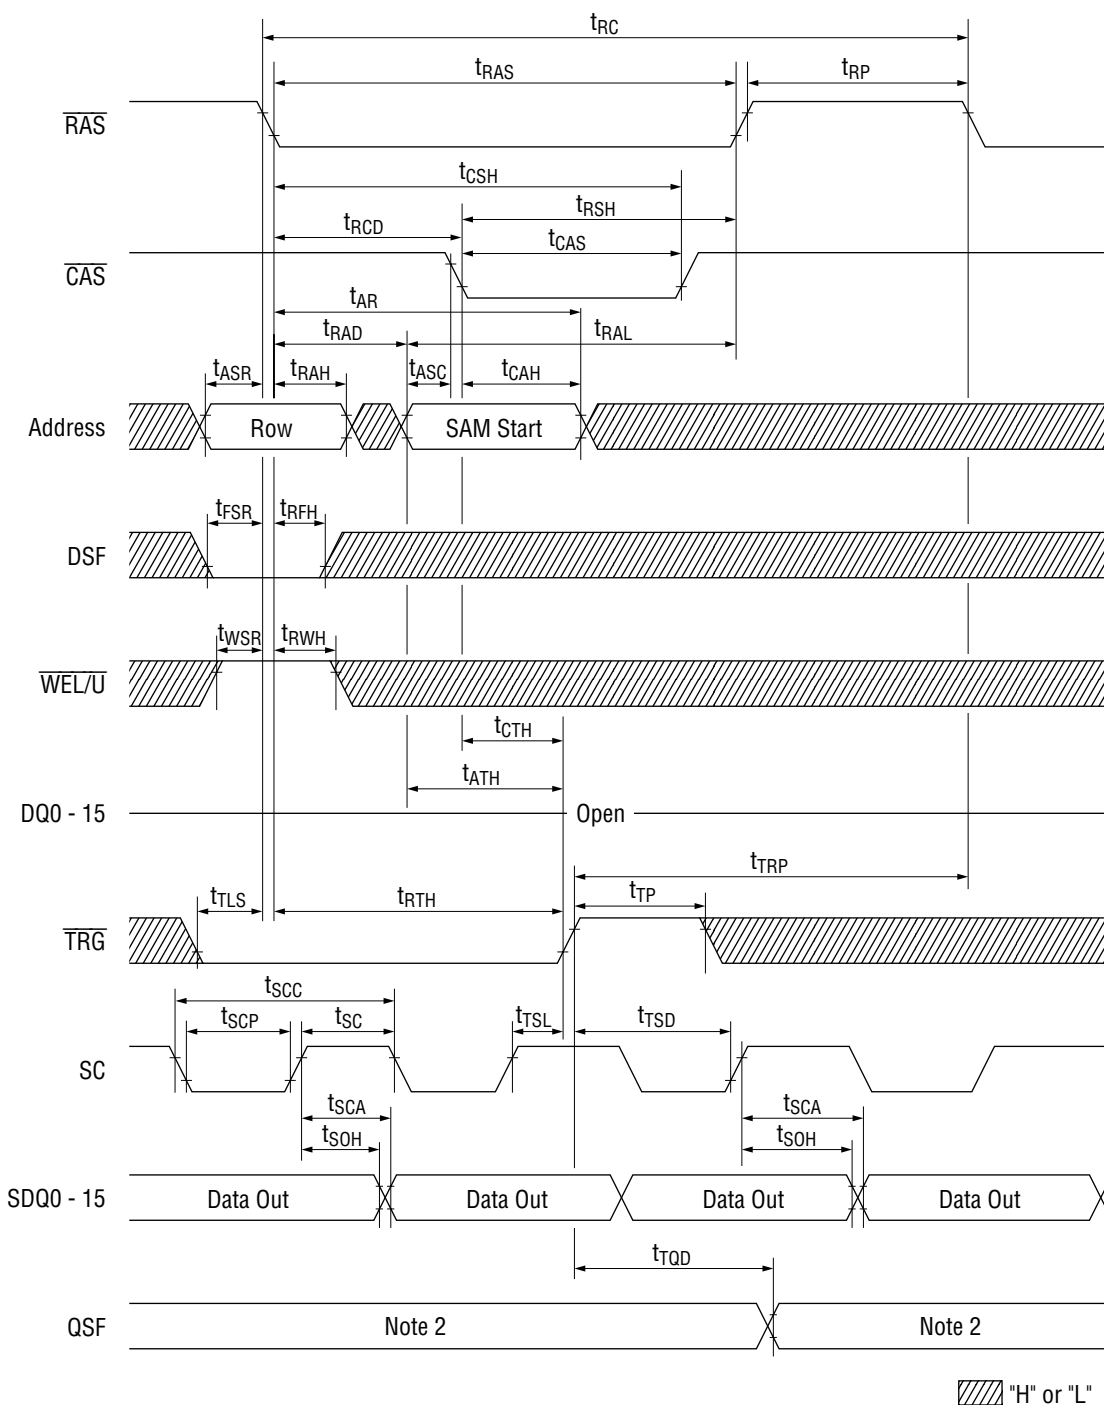 tRC
tRAS tRP
RAS
tCSH
tRSH
tRCD
tCAS
CAS
tAR
tRAD tRAL
tASR tRAH tASC tCAH
Address Row SAM Start
tFSR tRFH
DSF
tWSR tRWH
WEL/U
tCTH
tATH
DQ0 - 15 Open
tTRP
tTP
tTLS tRTH
TRG
tSCC
tSCP tSC tTSL tTSD
SC
tSCA tSCA
tSOH tSOH
SDQ0 - 15 Data Out Data Out Data Out Data Out
tTQD
QSF Note 2 Note 2
"H" or "L"